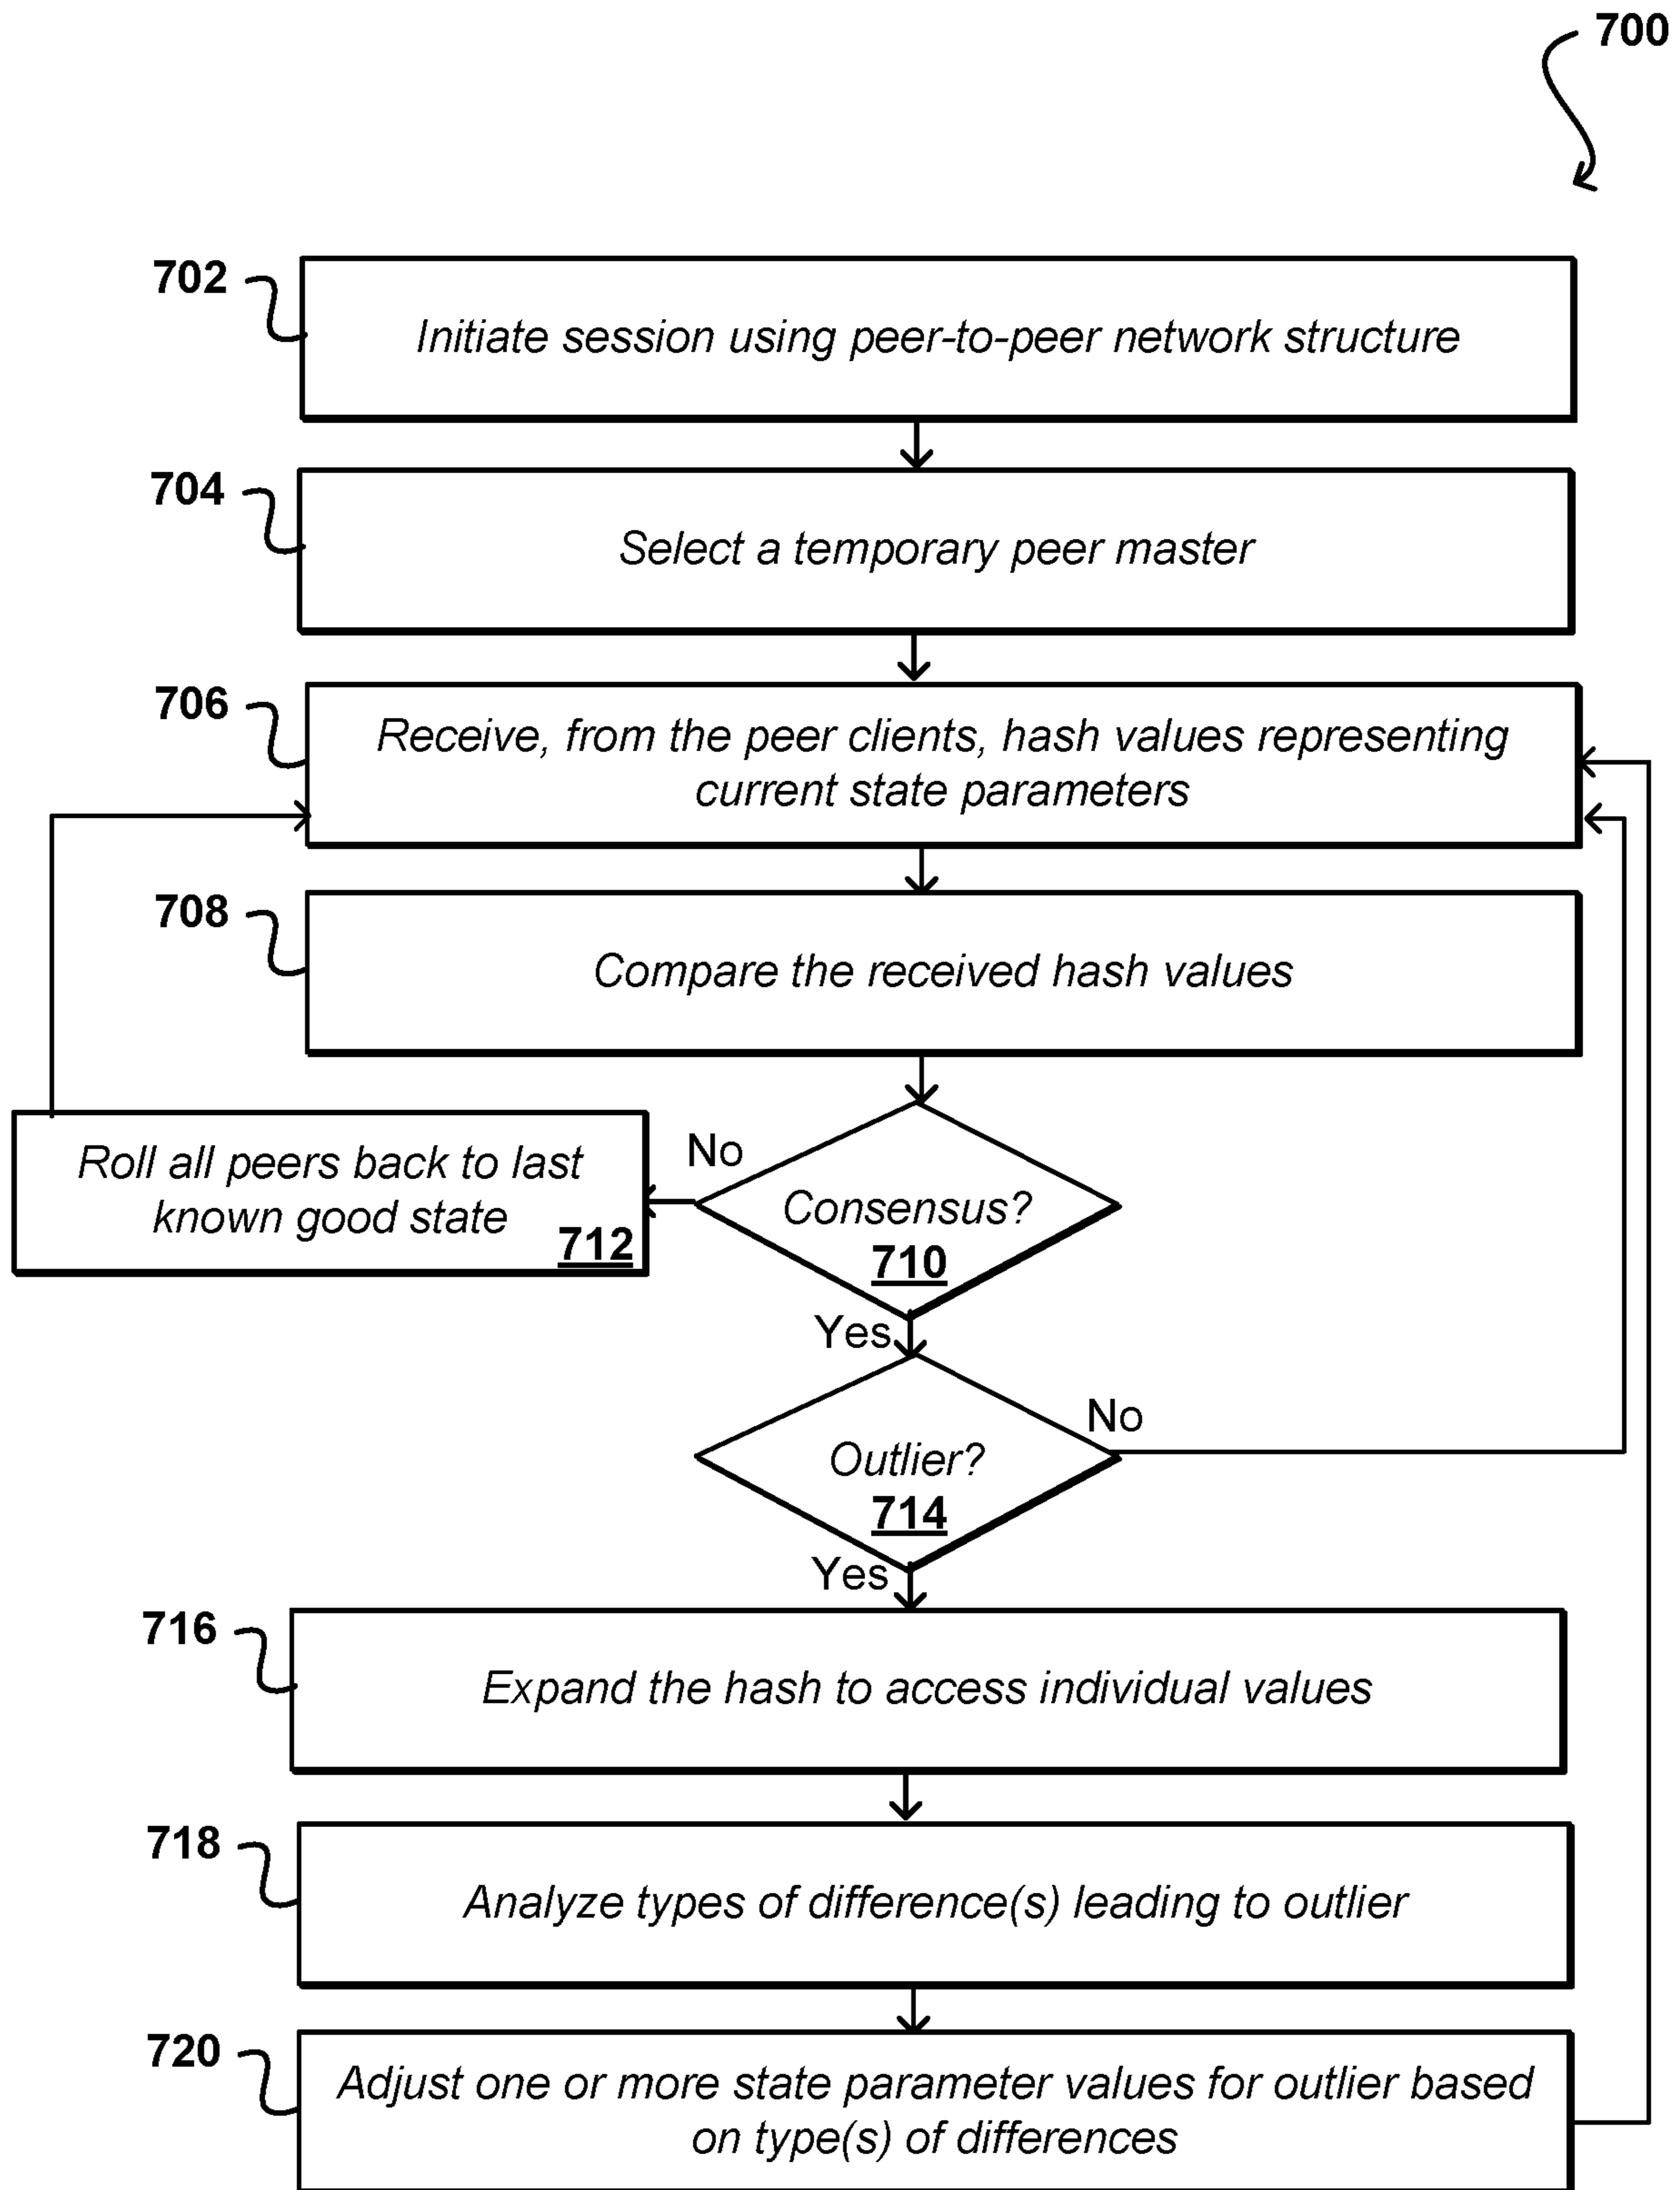 700
702
Initiate session using peer-to-peer network structure
704
Select a temporary peer master
706
Receive, from the peer clients, hash values representing
current state parameters
708
Compare the received hash values
Roll all peers back to last
known good state
712
No
Consensus?
710
Yes
Outlier?
714
No
Yes
716
Expand the hash to access individual values
718
Analyze types of difference(s) leading to outlier
720
Adjust one or more state parameter values for outlier based
on type(s) of differences